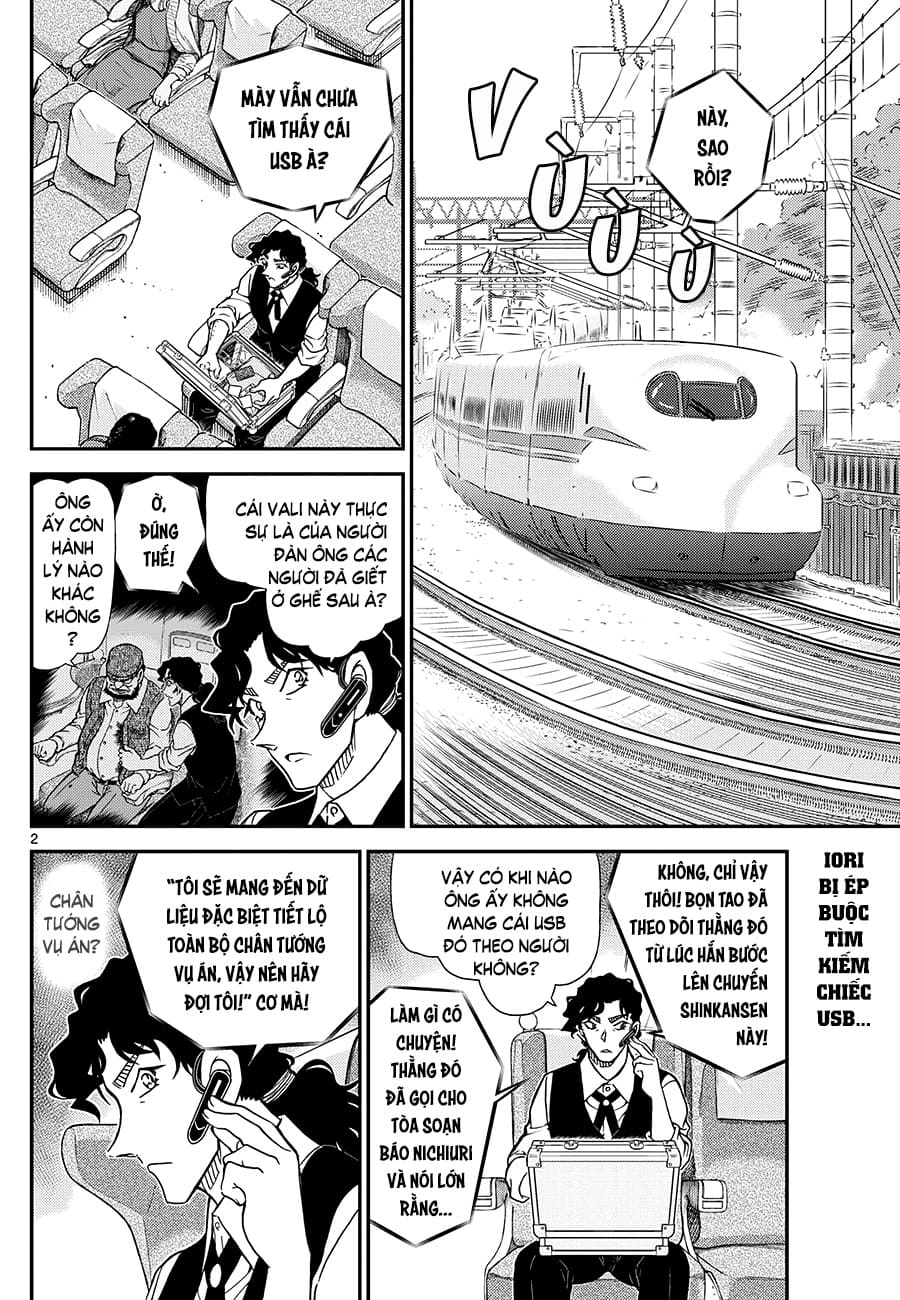 NÀY,
SAO
RỒI?
VÙÙÙ
MÀY VẪN CHƯA
TÌM THẤY CÁI
USB À?
CÁI VALI NÀY THỰC
SỰ LÀ CỦA NGƯỜI
ĐÀN ÔNG CÁC
NGƯỜI ĐÃ GIẾT
Ở GHẾ SAU À?
Ờ,
ĐÚNG
THẾ!
ÔNG
ẤY CÒN
HÀNH
LÝ NÀO
KHÁC
KHÔNG
?
2
IORI
BỊ ÉP
BUỘC
TÌM
KIẾM
CHIẾC
USB...
KHÔNG, CHỈ VẬY
THÔI! BỌN TAO ĐÃ
THEO DÕI THẰNG ĐÓ
TỪ LÚC HẮN BƯỚC
LÊN CHUYẾN
SHINKANSEN
NÀY!
VẬY CÓ KHI NÀO
ÔNG ẤY KHÔNG
MANG CÁI USB
ĐÓ THEO NGƯỜI
KHÔNG?
LÀM GÌ CÓ
CHUYỆN!
THẰNG ĐÓ
ĐÃ GỌI CHO
TÒA SOẠN
BÁO NICHIURI
VÀ NÓI LỚN
RẰNG...
“TÔI SẼ MANG ĐẾN DỮ
LIỆU ĐẶC BIỆT TIẾT LỘ
TOÀN BỘ CHÂN TƯỚNG
VỤ ÁN, VẬY NÊN HÃY
ĐỢI TÔI!” CƠ MÀ!
CHÂN
TƯỚNG
VỤ ÁN?